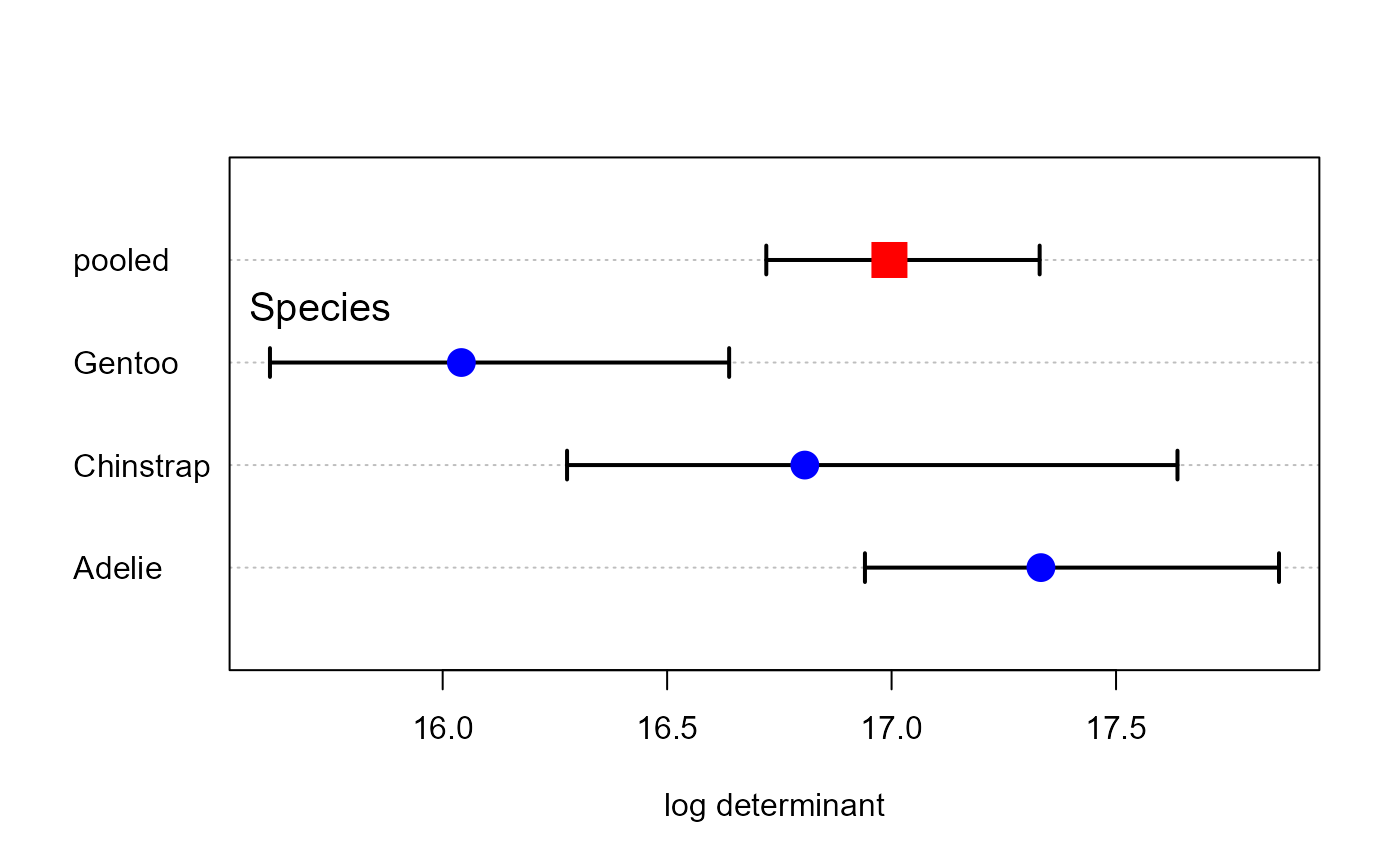 pooled
Species
Gentoo
Chinstrap
Adelie
16.0 16.5 17.0 17.5
log determinant